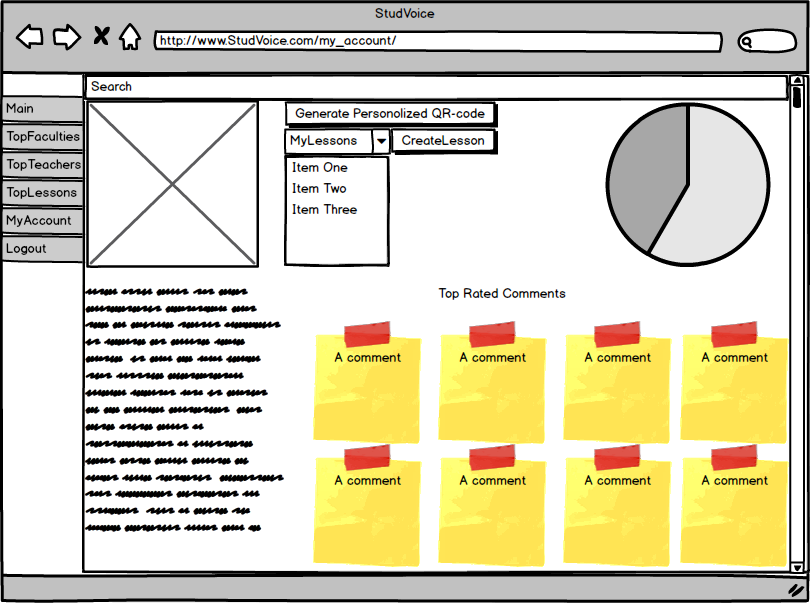 StudVoice
http://www.StudVoice.com/my_account/
Search
Main
TopFaculties
TopTeachers
TopLessons
MyAccount
Logout
Generate Personolized QR-code
MyLessons
CreateLesson
Item One
Item Two
Item Three
Top Rated Comments
A comment
A comment
A comment
A comment
A comment
A comment
A comment
A comment